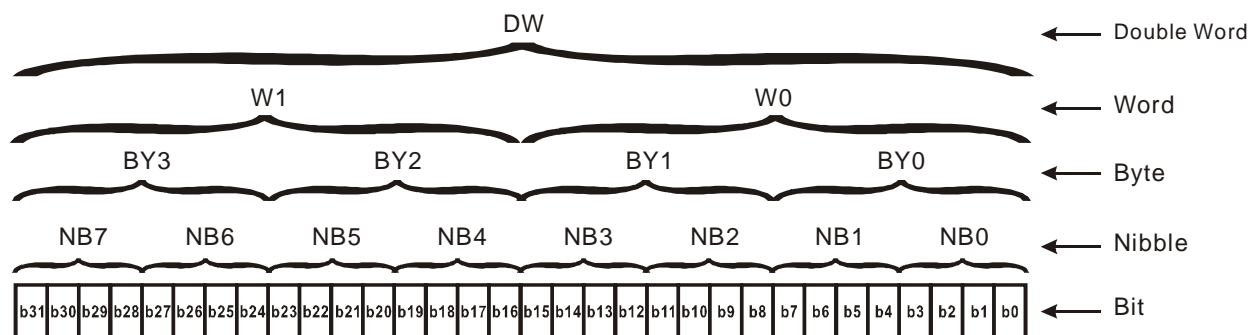 DW Double Word
W1 W0 Word
BY3 BY2 BY1 BY0 Byte
NB7 NB6 NB5 NB4 NB3 NB2 NB1 NB0 Nibble
b31 b30 b29 b28 b27 b26 b25 b24 b23 b22 b21 b20 b19 b18 b17 b16 b15 b14 b13 b12 b11 b10 b9 b8 b7 b6 b5 b4 b3 b2 b1 b0 Bit